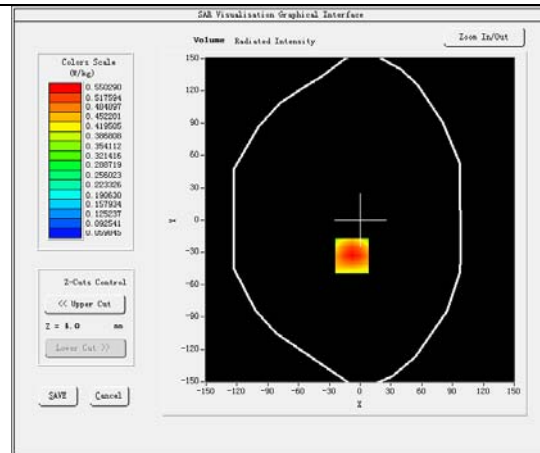 SAR Visualisation Graphical Interface
Volume Radiated Intensity
Zoom In/Out
Colors Scale
(W/kg)
0.550290
0.517594
0.484897
0.452201
0.419505
0.386808
0.354112
0.321416
0.288719
0.256023
0.223326
0.190630
0.157934
0.125237
0.092541
0.059845
150
120
90
60
30
0
-30
-60
-90
-120
-150
Y
-150 -120 -90 -60 -30 0 30 60 90 120 150
X
Z-Cuts Control
<< Upper Cut
Z = 4.0 mm
Lower Cut >>
SAVE Cancel